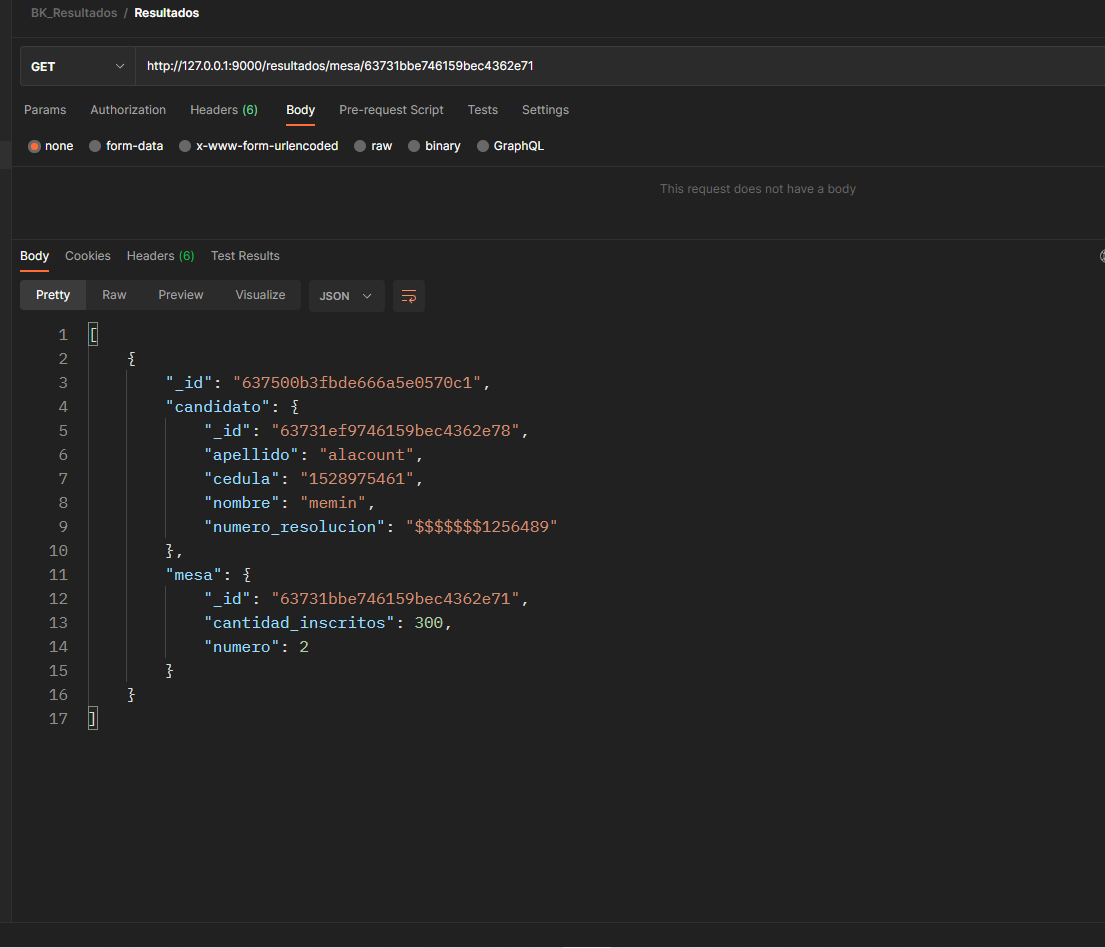 BK_Resultados / Resultados
GET http://127.0.0.1:9000/resultados/mesa/63731bbe746159bec4362e71
Params Authorization Headers (6) Body Pre-request Script Tests Settings
none form-data x-www-form-urlencoded raw binary GraphQL
This request does not have a body
Body Cookies Headers (6) Test Results
Pretty Raw Preview Visualize JSON
1 [
2 {
3 "_id": "637500b3fbde666a5e0570c1",
4 "candidato": {
5 "_id": "63731ef9746159bec4362e78",
6 "apellido": "alacount",
7 "cedula": "1528975461",
8 "nombre": "memin",
9 "numero_resolucion": "$$$$$$$1256489"
10 },
11 "mesa": {
12 "_id": "63731bbe746159bec4362e71",
13 "cantidad_inscritos": 300,
14 "numero": 2
15 }
16 }
17 ]